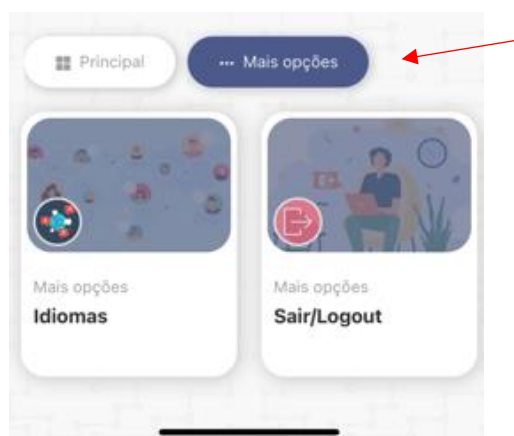 Principal
··· Mais opções
Mais opções
Idiomas
Mais opções
Sair/Logout